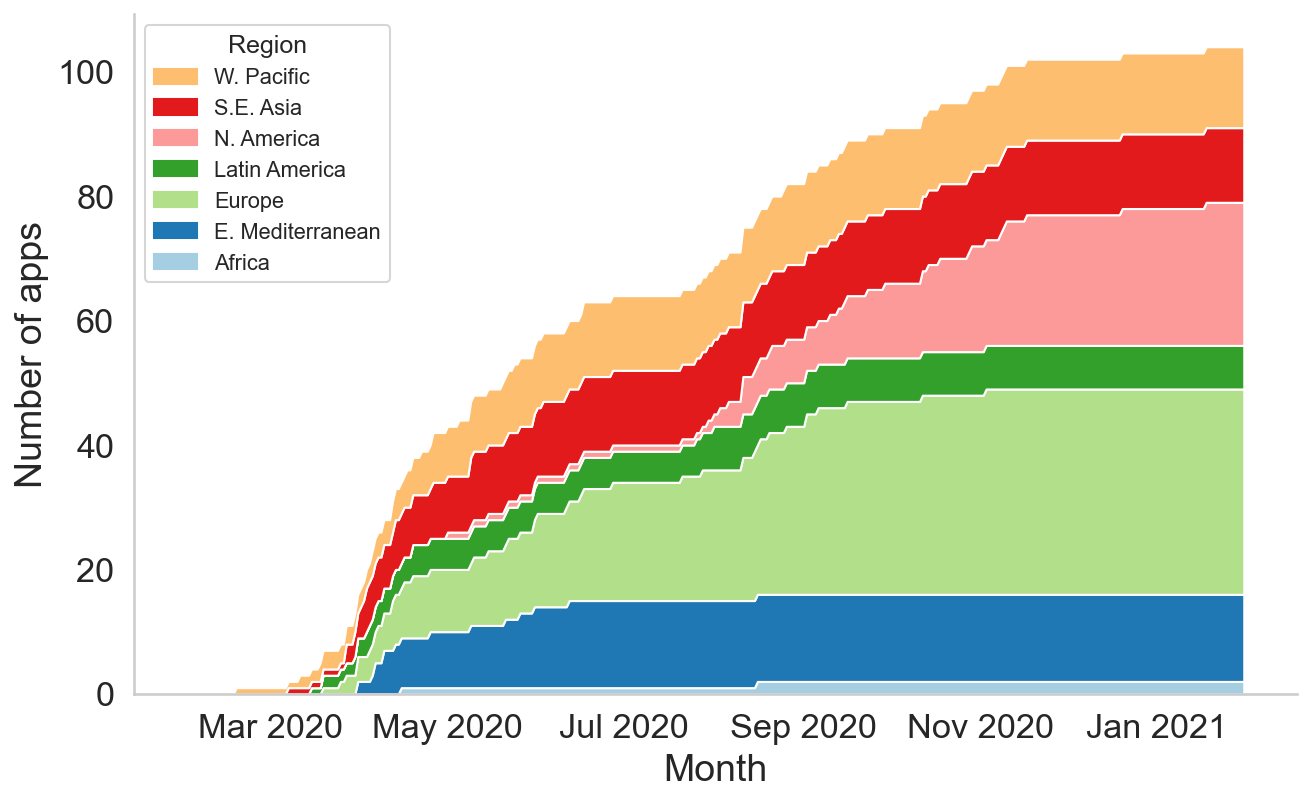 Region
W. Pacific
S.E. Asia
N. America
Latin America
Europe
E. Mediterranean
Africa
Number of apps
100
80
60
40
20
0
Mar 2020 May 2020 Jul 2020 Sep 2020 Nov 2020 Jan 2021
Month